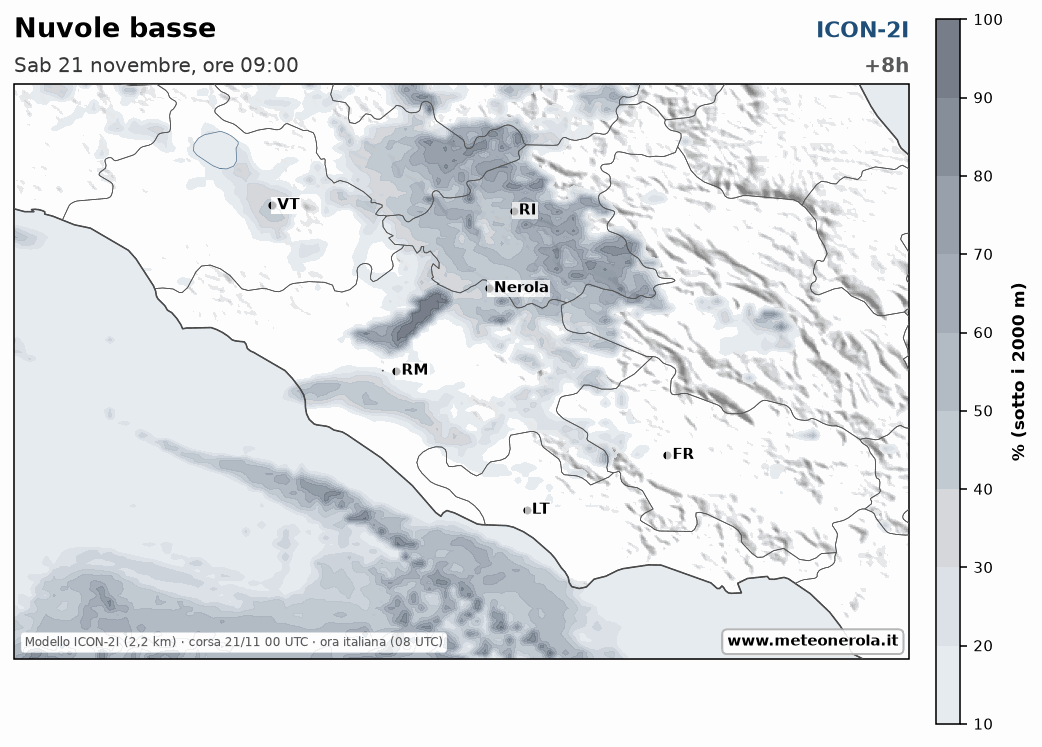 Nuvole basse
ICON-2I
Sab 21 novembre, ore 09:00
+8h
100
90
80
70
60
50
40
30
20
10
% (sotto i 2000 m)
VT
RI
Nerola
RM
FR
LT
Modello ICON-2I (2,2 km) · corsa 21/11 00 UTC · ora italiana (08 UTC)
www.meteonerola.it